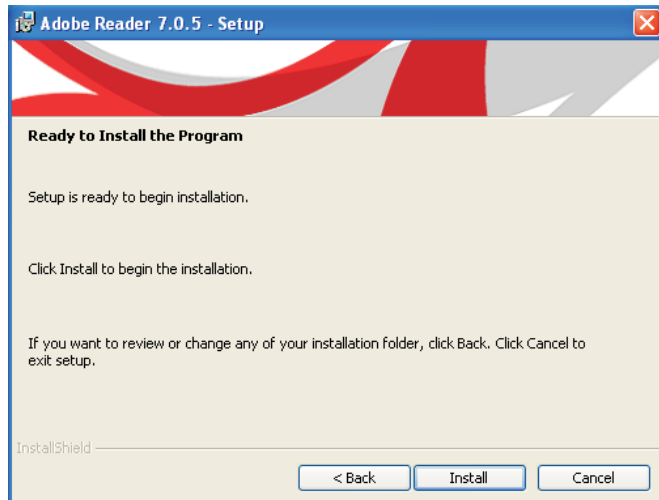 Adobe Reader 7.0.5 - Setup
Ready to Install the Program
Setup is ready to begin installation.
Click Install to begin the installation.
If you want to review or change any of your installation folder, click Back. Click Cancel to
exit setup.
InstallShield
< Back
Install
Cancel